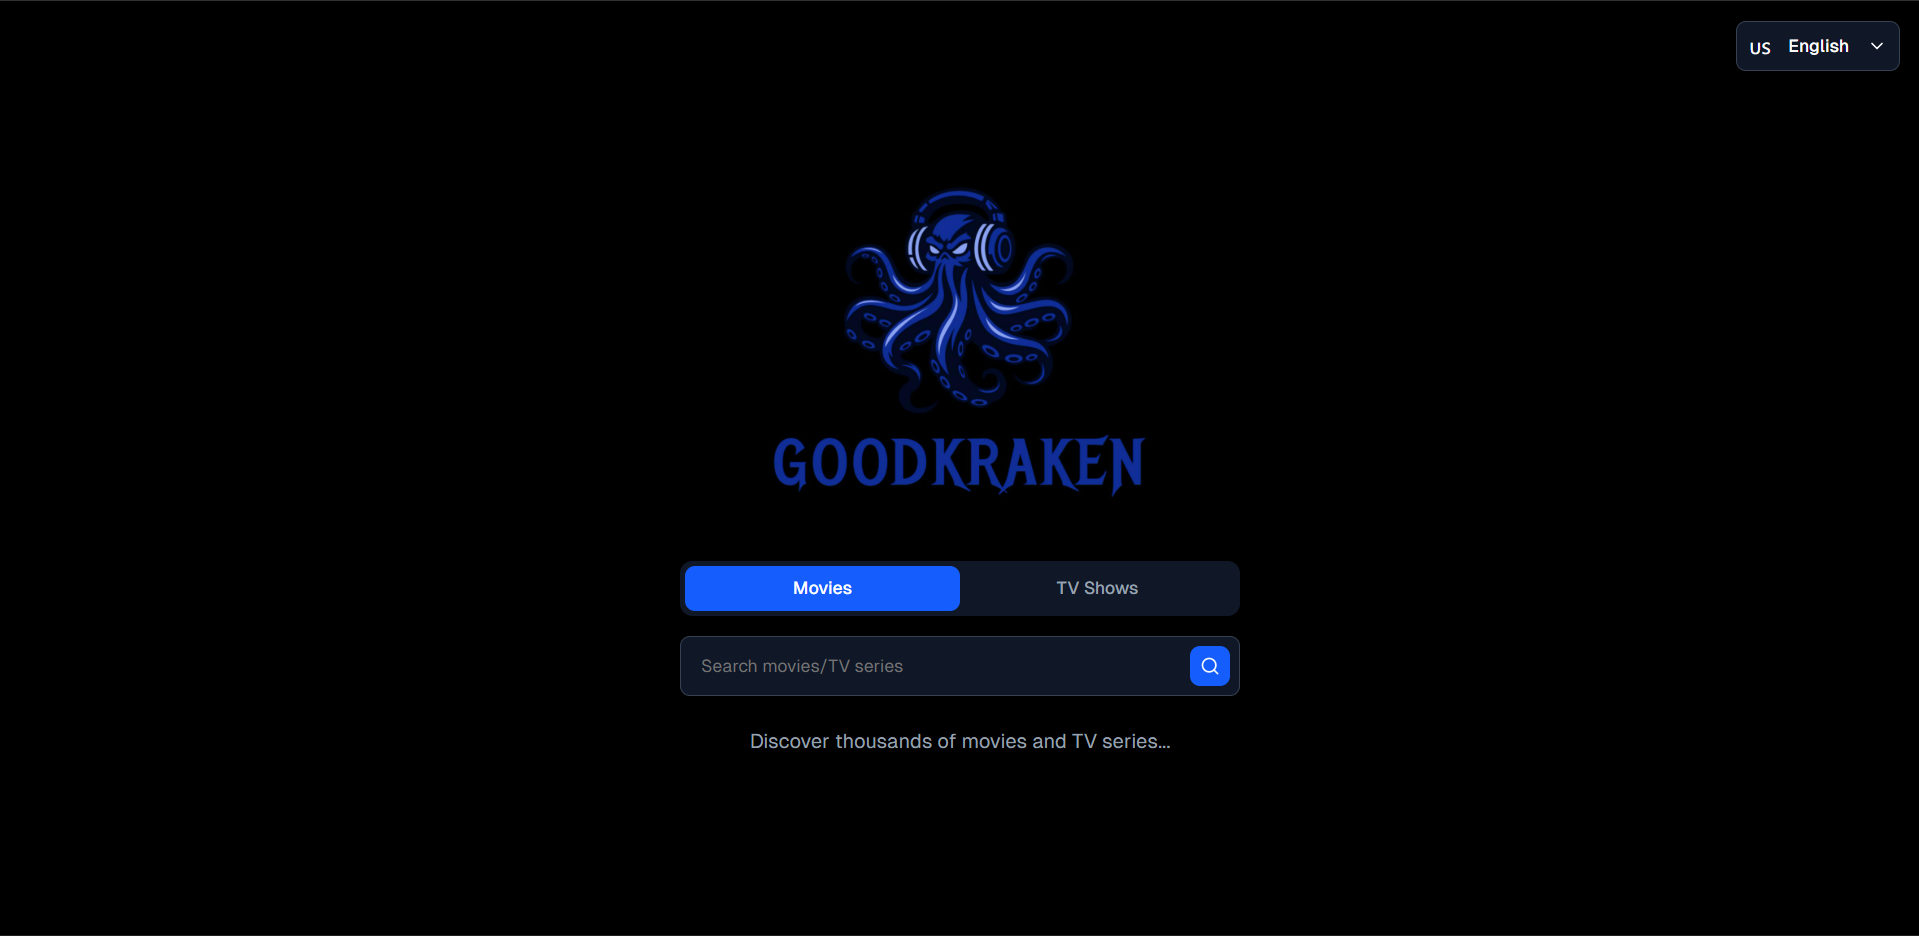 US English
GOODKRAKEN
Movies TV Shows
Search movies/TV series
Discover thousands of movies and TV series...